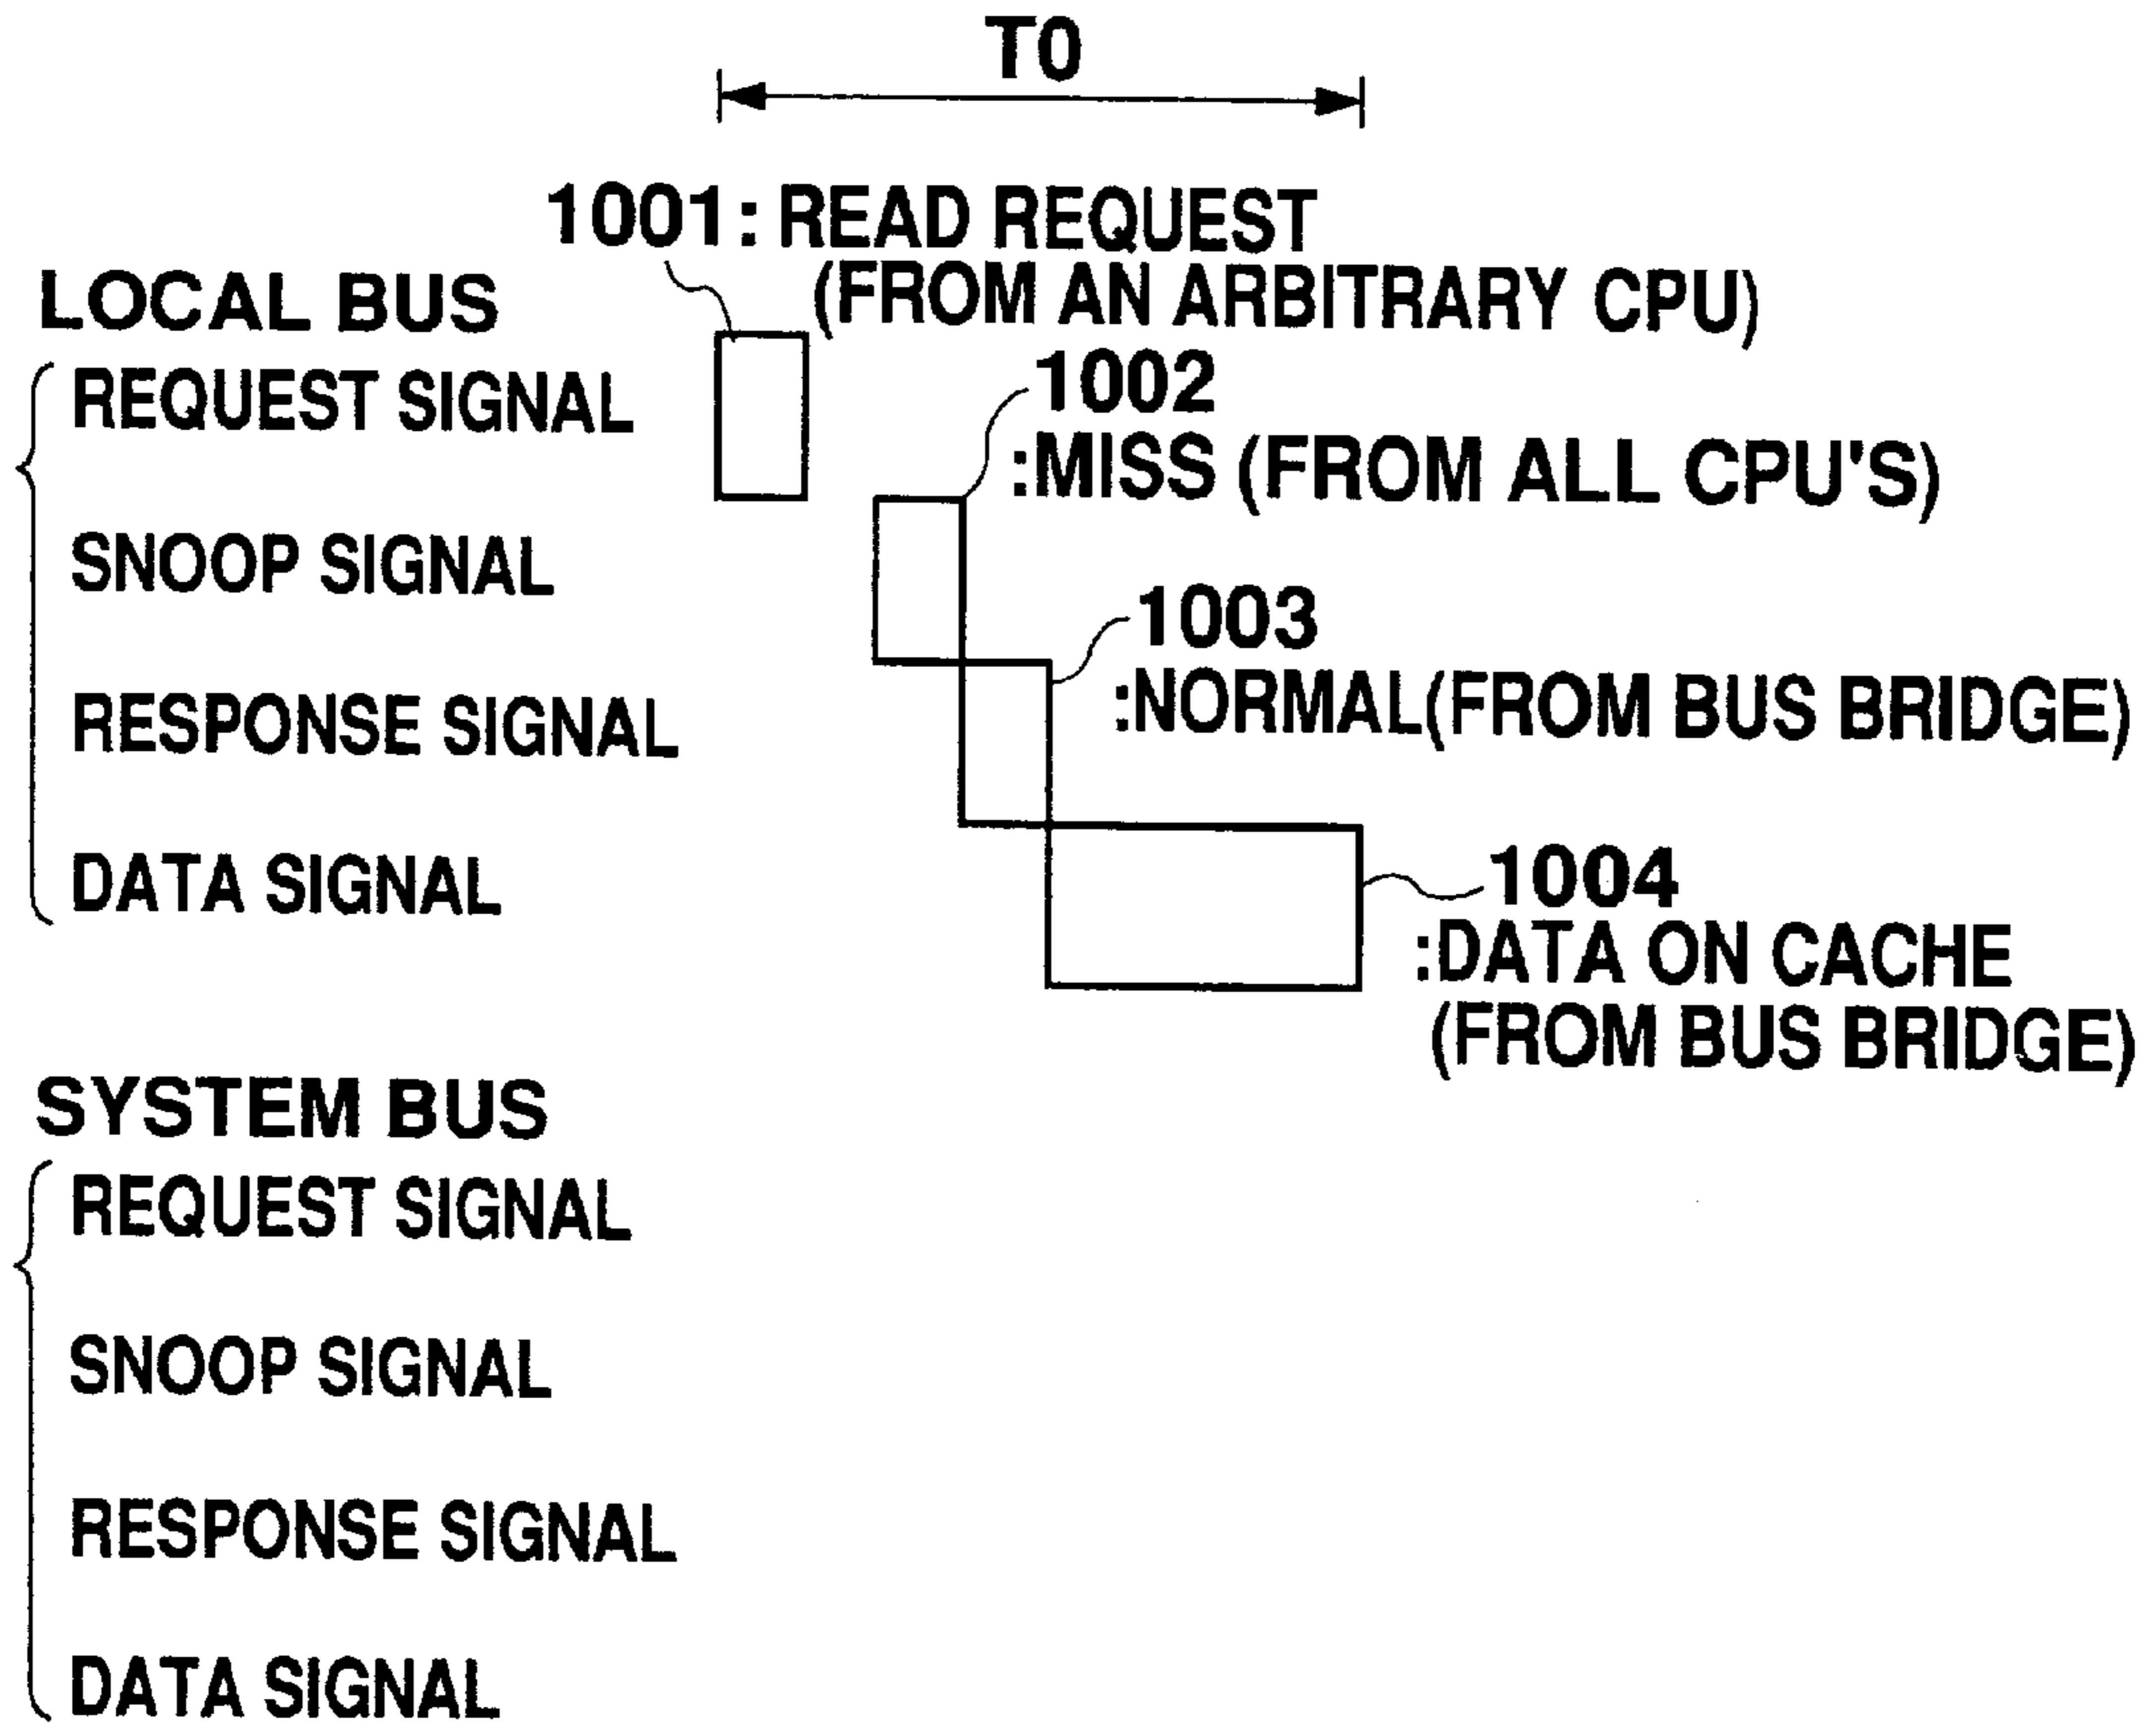 T0
1001: READ REQUEST
(FROM AN ARBITRARY CPU)
LOCAL BUS
REQUEST SIGNAL
1002
:MISS (FROM ALL CPU'S)
SNOOP SIGNAL
1003
:NORMAL(FROM BUS BRIDGE)
RESPONSE SIGNAL
DATA SIGNAL
1004
:DATA ON CACHE
(FROM BUS BRIDGE)
SYSTEM BUS
REQUEST SIGNAL
SNOOP SIGNAL
RESPONSE SIGNAL
DATA SIGNAL